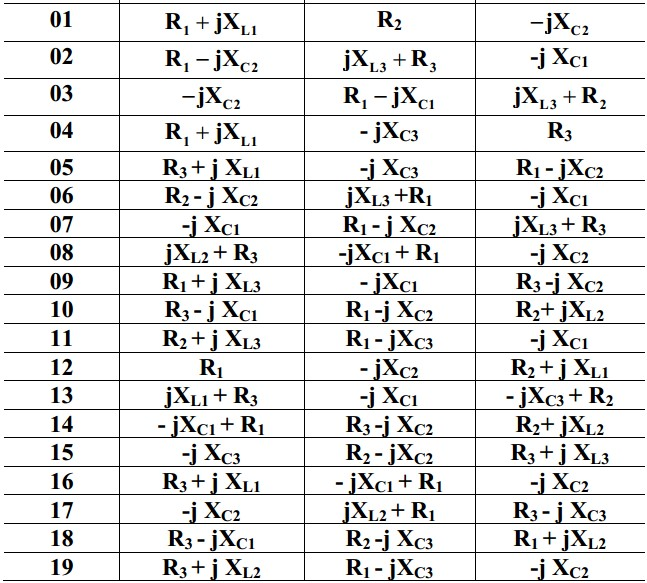 01 R₁ + jX_L1 R₂ −jX_C2
02 R₁ − jX_C2 jX_L3 + R₃ -j X_C1
03 −jX_C2 R₁ − jX_C1 jX_L3 + R₂
04 R₁ + jX_L1 - jX_C3 R₃
05 R₃ + j X_L1 -j X_C3 R₁ - jX_C2
06 R₂ - j X_C2 jX_L3 +R₁ -j X_C1
07 -j X_C1 R₁ - j X_C2 jX_L3 + R₃
08 jX_L2 + R₃ -jX_C1 + R₁ -j X_C2
09 R₁ + j X_L3 - jX_C1 R₃ -j X_C2
10 R₃ - j X_C1 R₁ -j X_C2 R₂+ jX_L2
11 R₂ + j X_L3 R₁ - jX_C3 -j X_C1
12 R₁ - jX_C2 R₂ + j X_L1
13 jX_L1 + R₃ -j X_C1 - jX_C3 + R₂
14 - jX_C1 + R₁ R₃ -j X_C2 R₂+ jX_L2
15 -j X_C3 R₂ - jX_C2 R₃ + j X_L3
16 R₃ + j X_L1 - jX_C1 + R₁ -j X_C2
17 -j X_C2 jX_L2 + R₁ R₃ - j X_C3
18 R₃ - jX_C1 R₂ -j X_C3 R₁ + jX_L2
19 R₃ + j X_L2 R₁ - jX_C3 -j X_C2